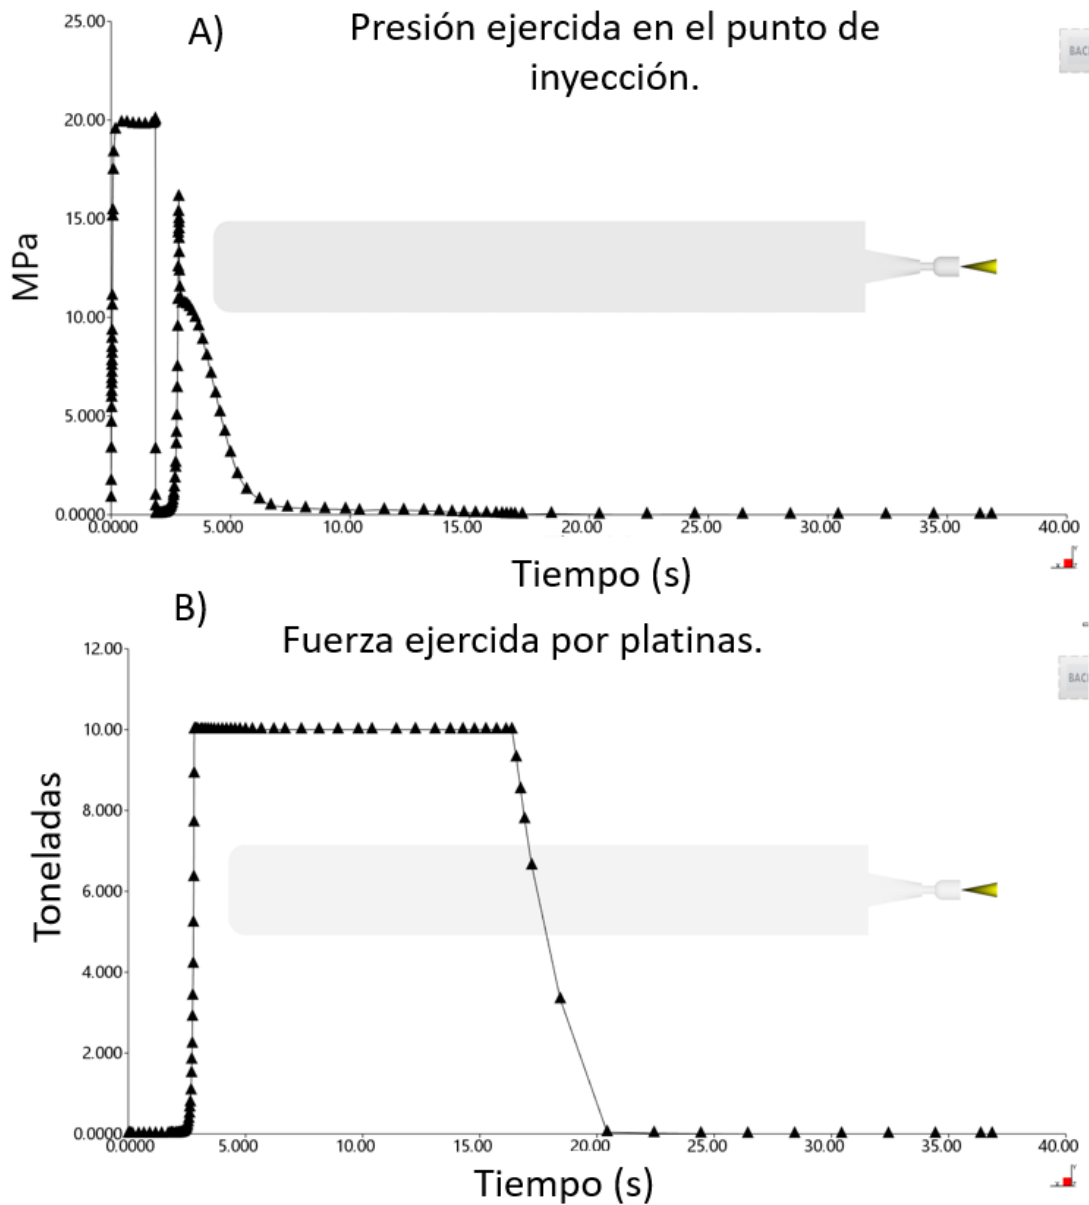 A)
Presión ejercida en el punto de
inyección.
25.00
20.00
15.00
10.00
5.000
0.0000
MPa
0.0000 5.000 10.00 15.00 20.00 25.00 30.00 35.00 40.00
Tiempo (s)
BAC
B)
Fuerza ejercida por platinas.
12.00
10.00
8.000
6.000
4.000
2.000
0.0000
Toneladas
0.0000 5.000 10.00 15.00 20.00 25.00 30.00 35.00 40.00
Tiempo (s)
BAC